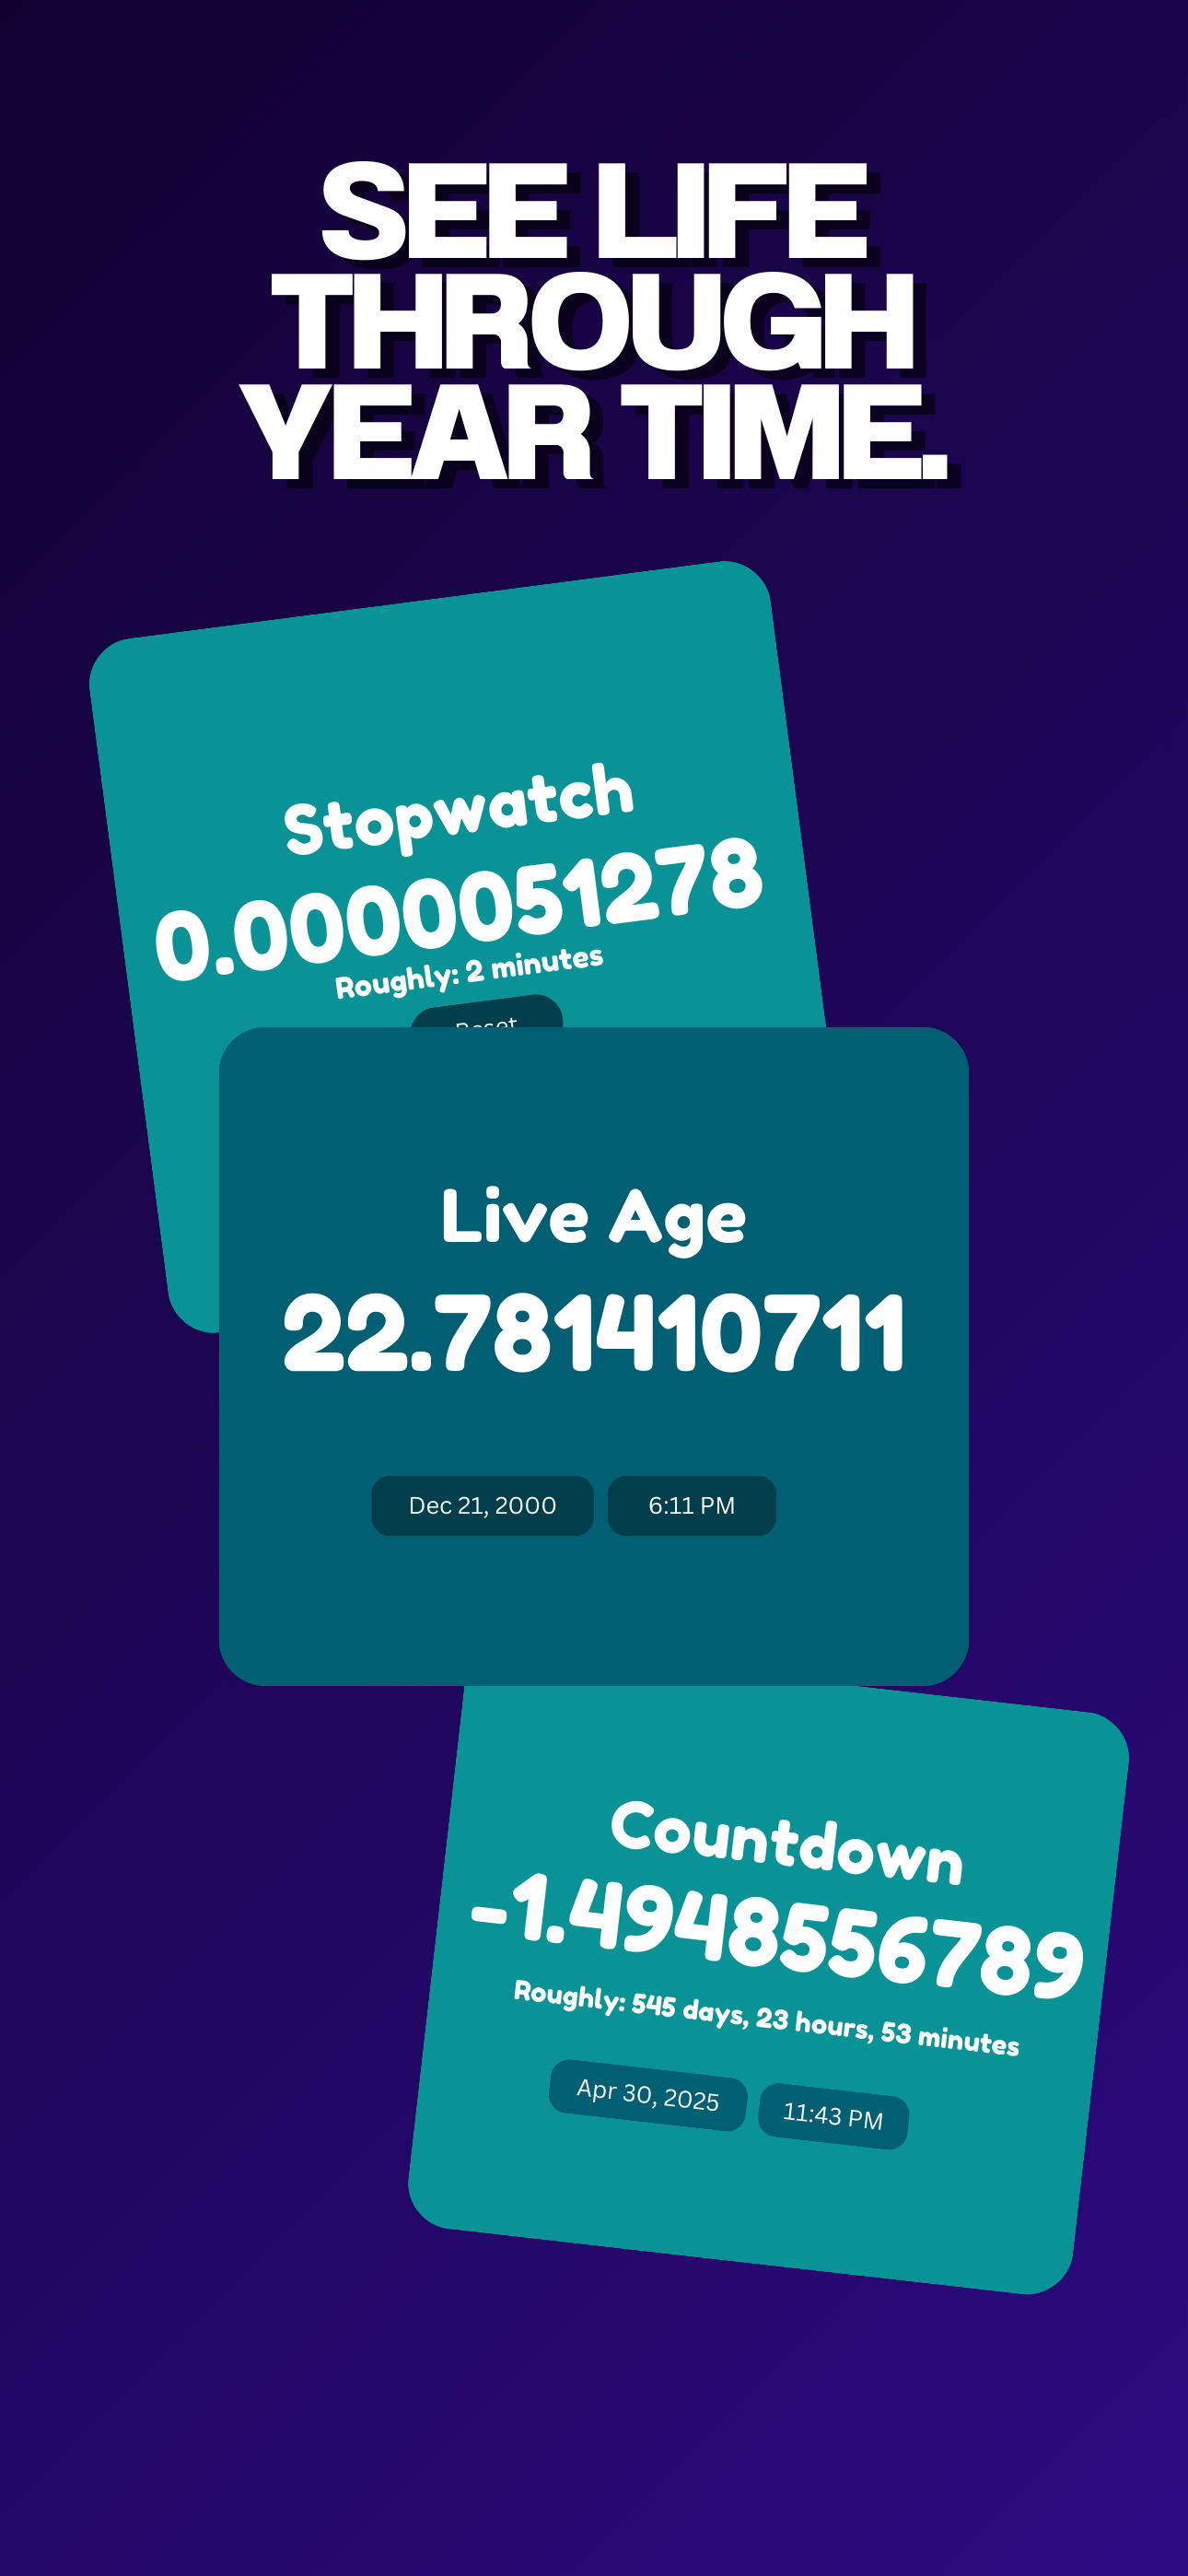 SEE LIFE
THROUGH
YEAR TIME.
Stopwatch
0.0000051278
Roughly: 2 minutes
Reset
Live Age
22.781410711
Dec 21, 2000
6:11 PM
Countdown
-1.4948556789
Roughly: 545 days, 23 hours, 53 minutes
Apr 30, 2025
11:43 PM